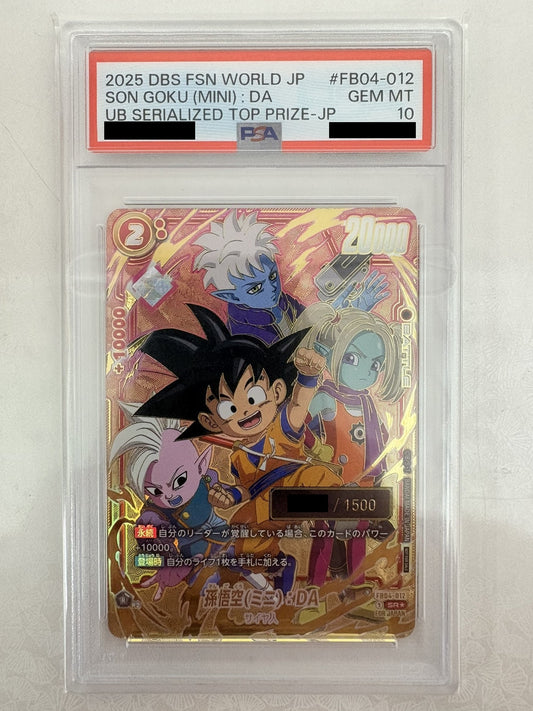 2025 DBS FSN WORLD JP #FB04-012
SON GOKU (MINI) : DA GEM MT
UB SERIALIZED TOP PRIZE-JP 10
PSA
2
20000
+10000
BATTLE
/ 1500
永続 自分のリーダーが覚醒している場合、このカードのパワー
+10000。
登場時 自分のライフ1枚を手札に加える。
孫悟空(ミニ):DA
サイヤ人
FB04-012
SR★
FOR JAPAN